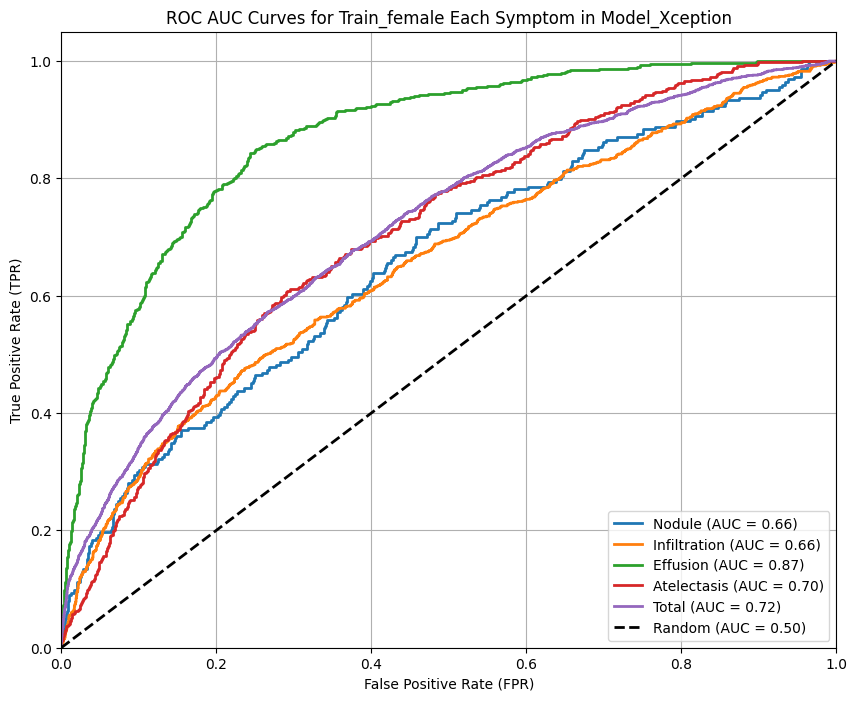 ROC AUC Curves for Train_female Each Symptom in Model_Xception
True Positive Rate (TPR)
1.0
0.8
0.6
0.4
0.2
0.0
0.0 0.2 0.4 0.6 0.8 1.0
False Positive Rate (FPR)
Nodule (AUC = 0.66)
Infiltration (AUC = 0.66)
Effusion (AUC = 0.87)
Atelectasis (AUC = 0.70)
Total (AUC = 0.72)
Random (AUC = 0.50)